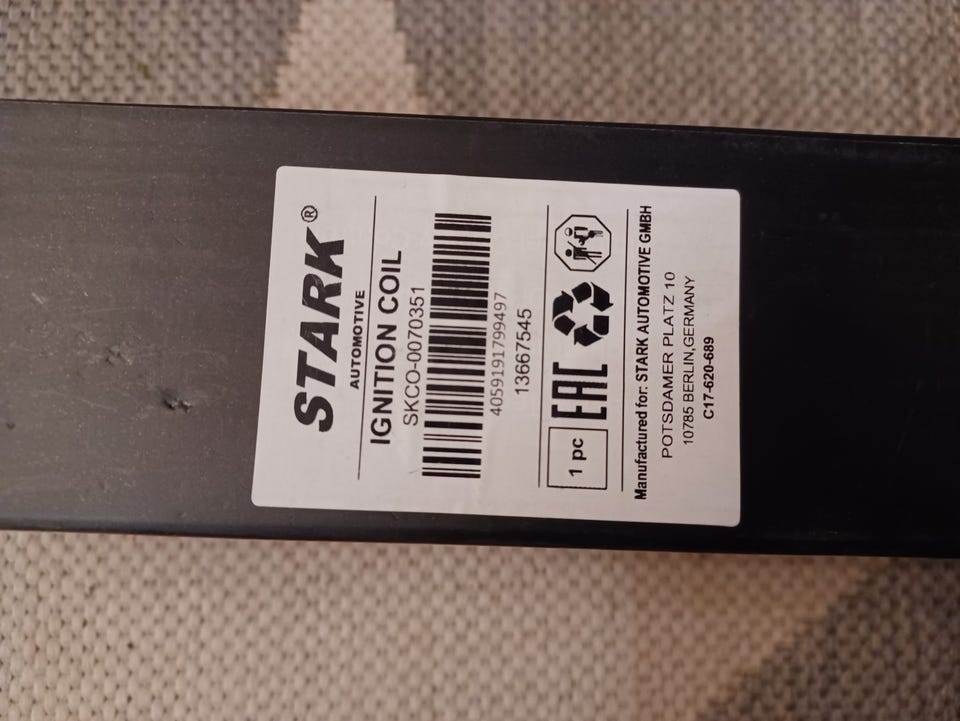 STARK®
AUTOMOTIVE
IGNITION COIL
SKCO-0070351
4059191799497
13667545
1 pc EAC
Manufactured for: STARK AUTOMOTIVE GMBH
POTSDAMER PLATZ 10
10785 BERLIN,GERMANY
C17-620-689